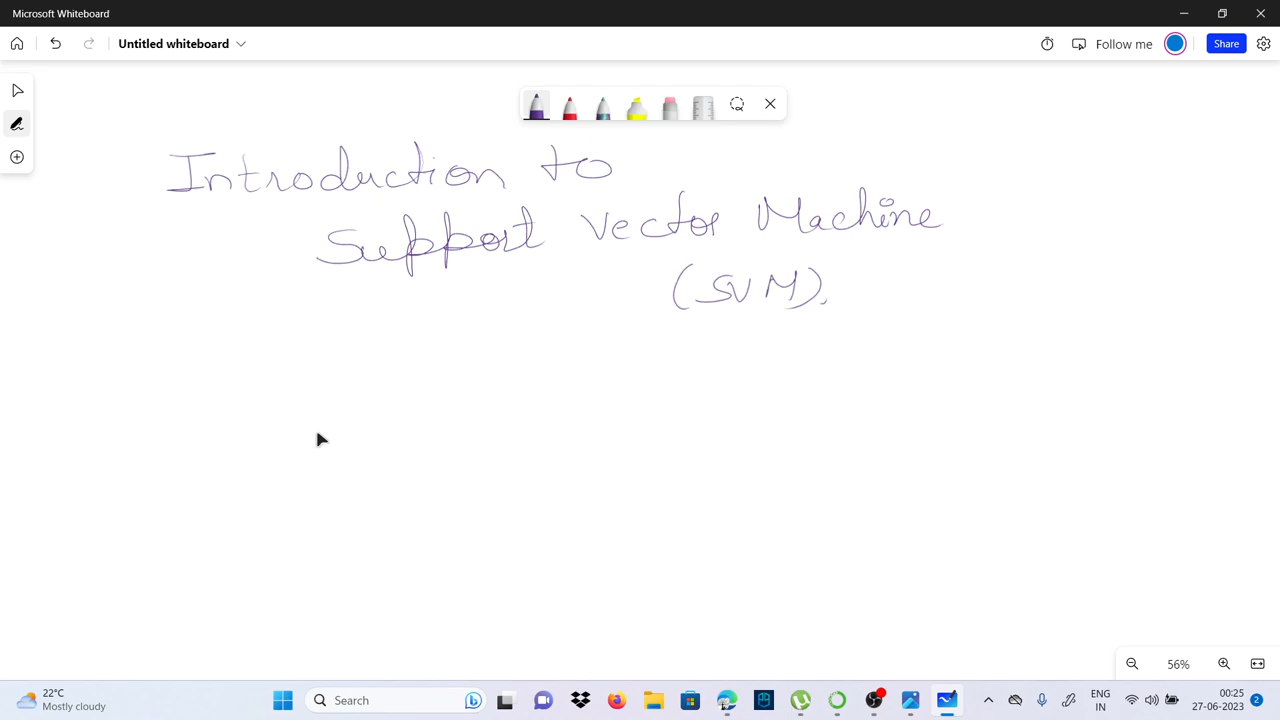 Microsoft Whiteboard
Untitled whiteboard
Follow me
Share
Introduction to
Support Vector Machine
(SVM).
56%
22°C
Mostly cloudy
Search
ENG
IN
00:25
27-06-2023
2